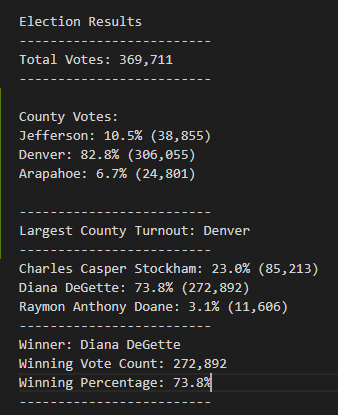 Election Results
-------------------------
Total Votes: 369,711
-------------------------
County Votes:
Jefferson: 10.5% (38,855)
Denver: 82.8% (306,055)
Arapahoe: 6.7% (24,801)
-------------------------
Largest County Turnout: Denver
-------------------------
Charles Casper Stockham: 23.0% (85,213)
Diana DeGette: 73.8% (272,892)
Raymon Anthony Doane: 3.1% (11,606)
-------------------------
Winner: Diana DeGette
Winning Vote Count: 272,892
Winning Percentage: 73.8%
-------------------------